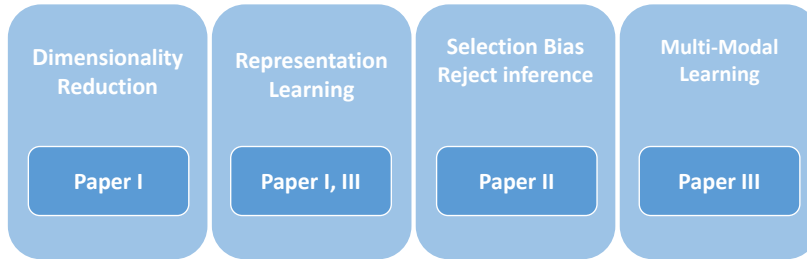 Dimensionality
Reduction
Paper I
Representation
Learning
Paper I, III
Selection Bias
Reject inference
Paper II
Multi-Modal
Learning
Paper III